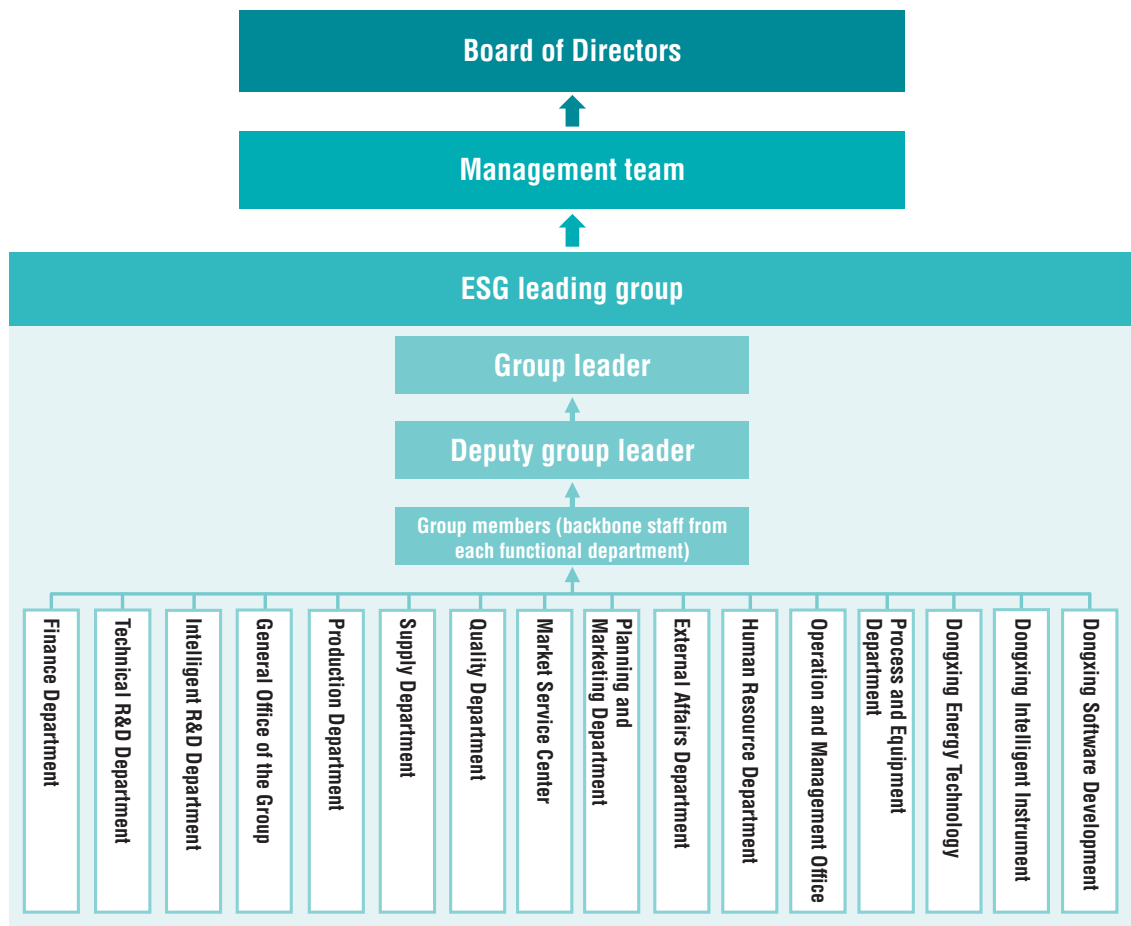 Board of Directors
Management team
ESG leading group
Group leader
Deputy group leader
Group members (backbone staff from
each functional department)
Finance Department
Technical R&D Department
Intelligent R&D Department
General Office of the Group
Production Department
Supply Department
Quality Department
Market Service Center
Planning and
Marketing Department
External Affairs Department
Human Resource Department
Operation and Management Office
Process and Equipment
Department
Dongxing Energy Technology
Dongxing Intelligent Instrument
Dongxing Software Development